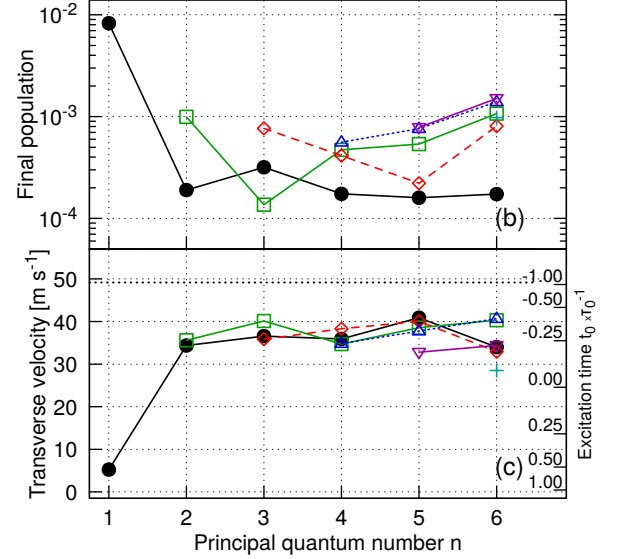 10-2
10-3
10-4
Final population
(b)
50
40
30
20
10
0
Transverse velocity [m s-1]
-1.00
-0.50
-0.25
0.00
0.25
0.50
1.00
Excitation time t0 xτ0-1
(c)
1 2 3 4 5 6
Principal quantum number n